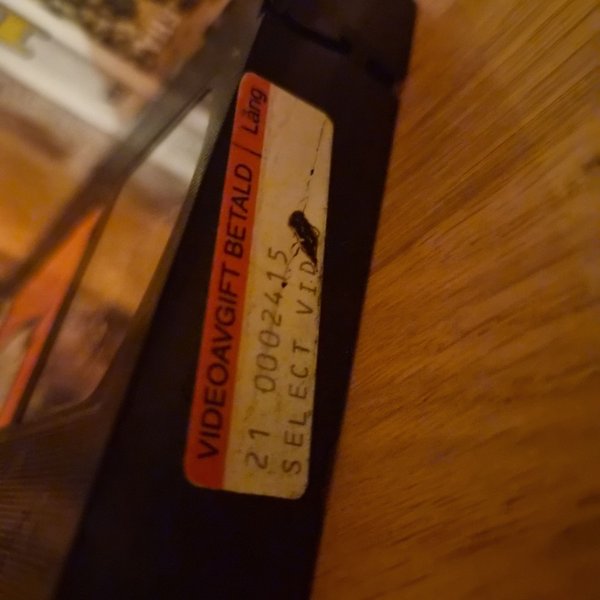 VIDEOAVGIFT BETALD | Lång
21 0002415
SELECT VID